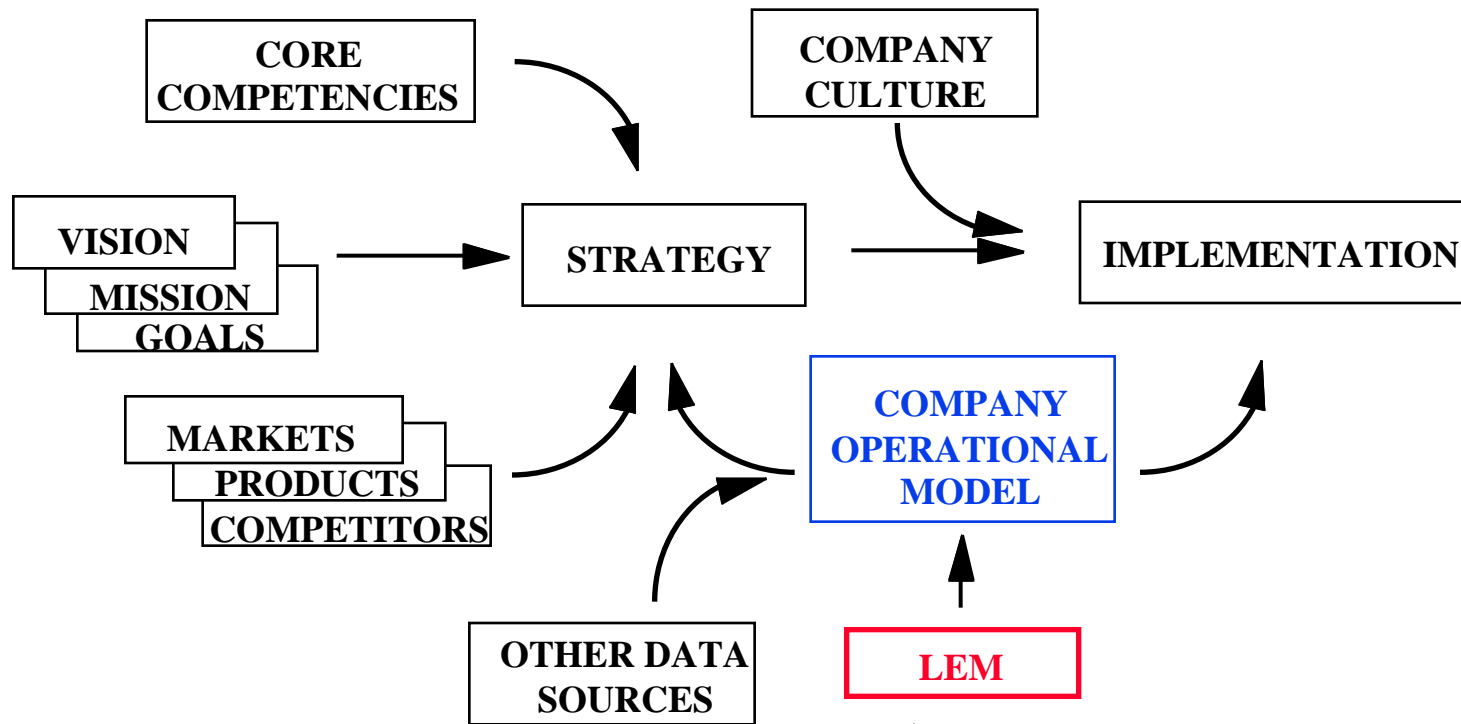 CORE
COMPETENCIES
COMPANY
CULTURE
VISION
MISSION
GOALS
STRATEGY
IMPLEMENTATION
MARKETS
PRODUCTS
COMPETITORS
COMPANY
OPERATIONAL
MODEL
OTHER DATA
SOURCES
LEM